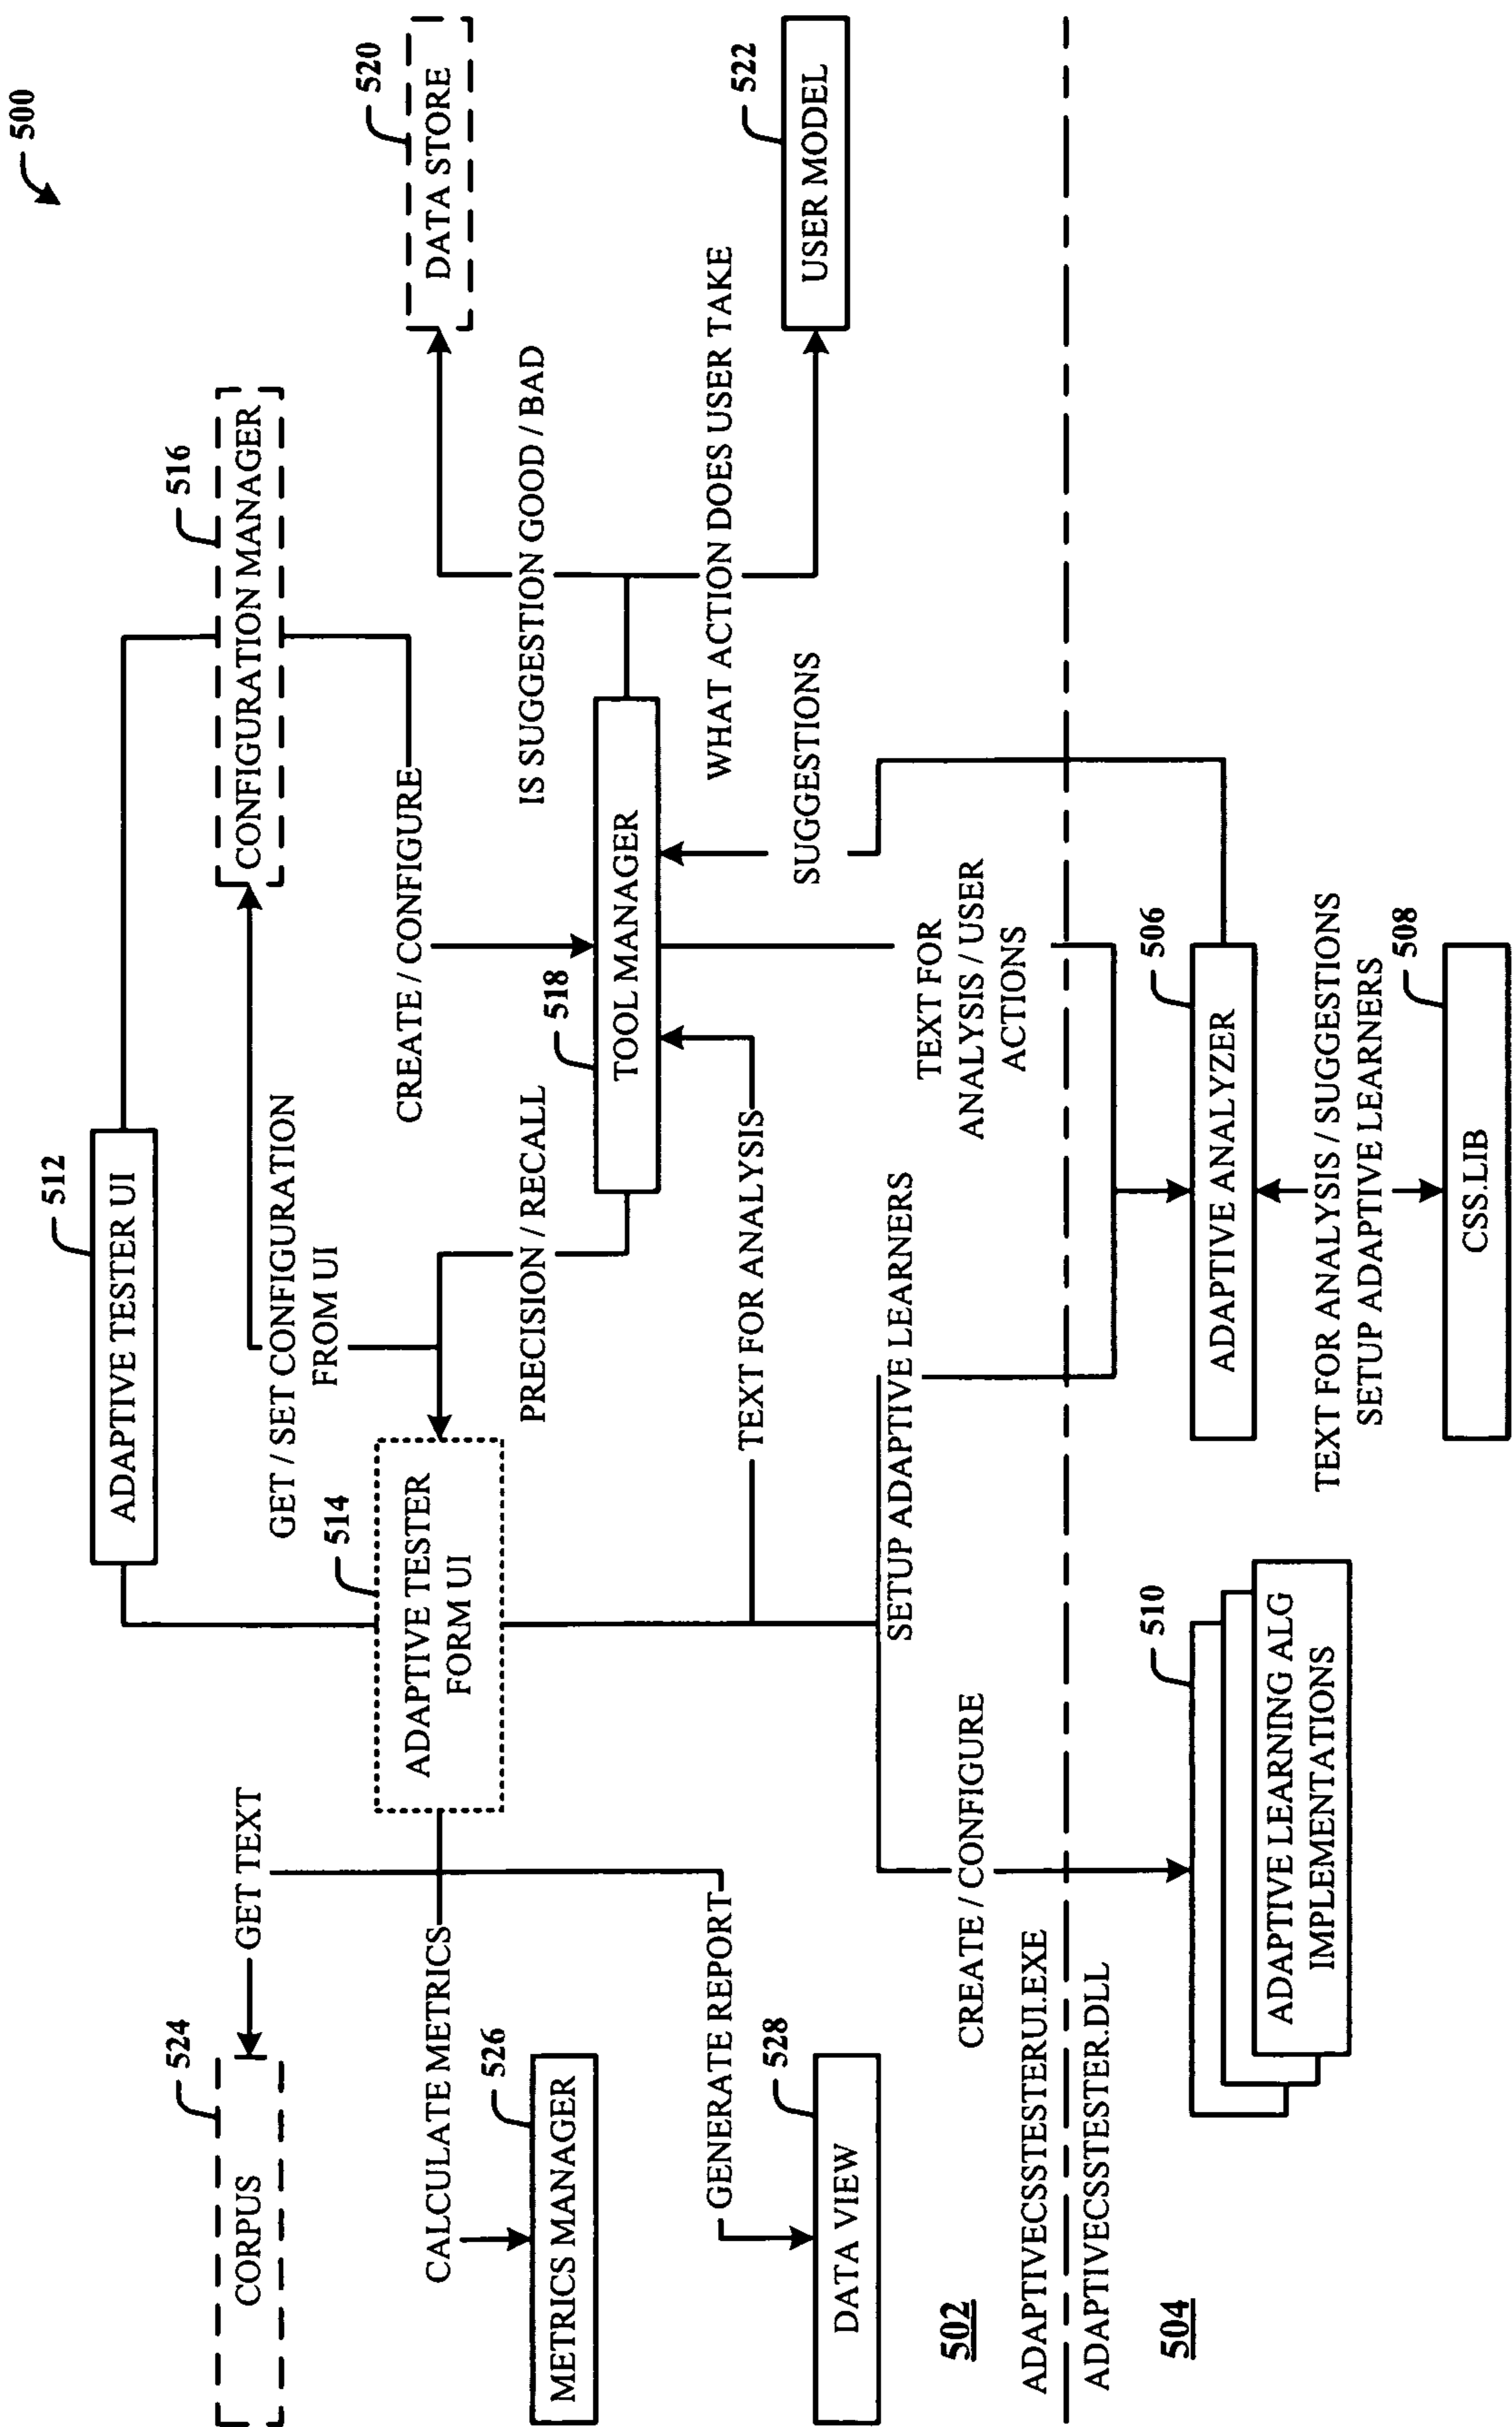 500
512
ADAPTIVE TESTER UI
524
CORPUS
GET TEXT
GET / SET CONFIGURATION
FROM UI
516
CONFIGURATION MANAGER
514
ADAPTIVE TESTER
FORM UI
CREATE / CONFIGURE
520
DATA STORE
CALCULATE METRICS
526
METRICS MANAGER
PRECISION / RECALL
518
TOOL MANAGER
IS SUGGESTION GOOD / BAD
WHAT ACTION DOES USER TAKE
522
USER MODEL
GENERATE REPORT
528
DATA VIEW
TEXT FOR ANALYSIS
SUGGESTIONS
SETUP ADAPTIVE LEARNERS
TEXT FOR
ANALYSIS / USER
ACTIONS
502
CREATE / CONFIGURE
ADAPTIVECSSTESTERUI.EXE
ADAPTIVECSSTESTER.DLL
504
510
ADAPTIVE LEARNING ALG
IMPLEMENTATIONS
506
ADAPTIVE ANALYZER
TEXT FOR ANALYSIS / SUGGESTIONS
SETUP ADAPTIVE LEARNERS
508
CSS.LIB